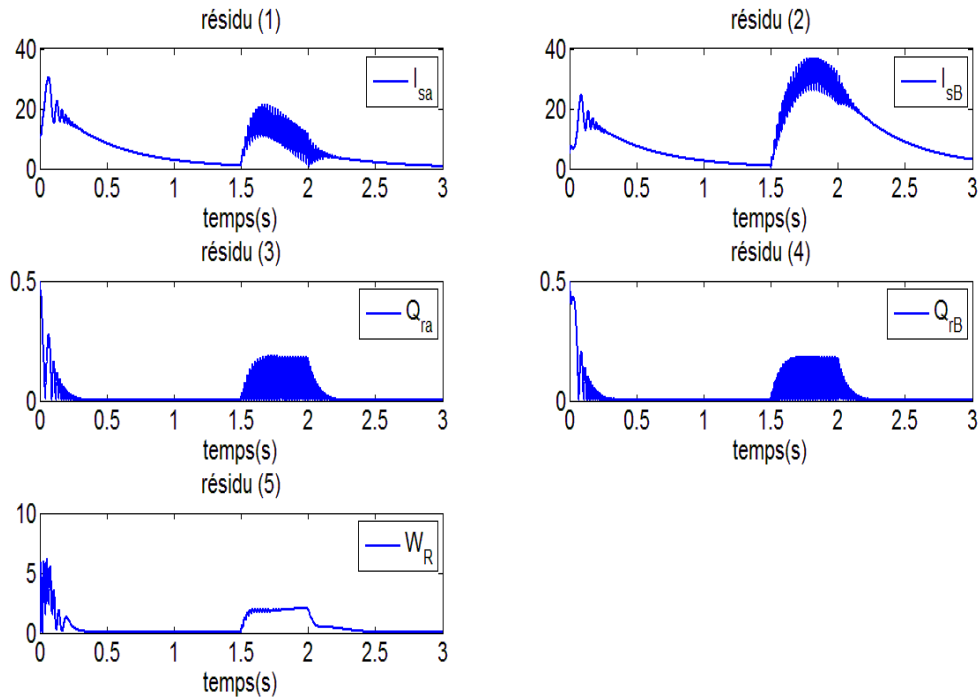 résidu (1)
40
20
0
I_sa
0 0.5 1 1.5 2 2.5 3
temps(s)
résidu (2)
40
20
0
I_sB
0 0.5 1 1.5 2 2.5 3
temps(s)
résidu (3)
0.5
0
Q_ra
0 0.5 1 1.5 2 2.5 3
temps(s)
résidu (4)
0.5
0
Q_rB
0 0.5 1 1.5 2 2.5 3
temps(s)
résidu (5)
10
5
0
W_R
0 0.5 1 1.5 2 2.5 3
temps(s)